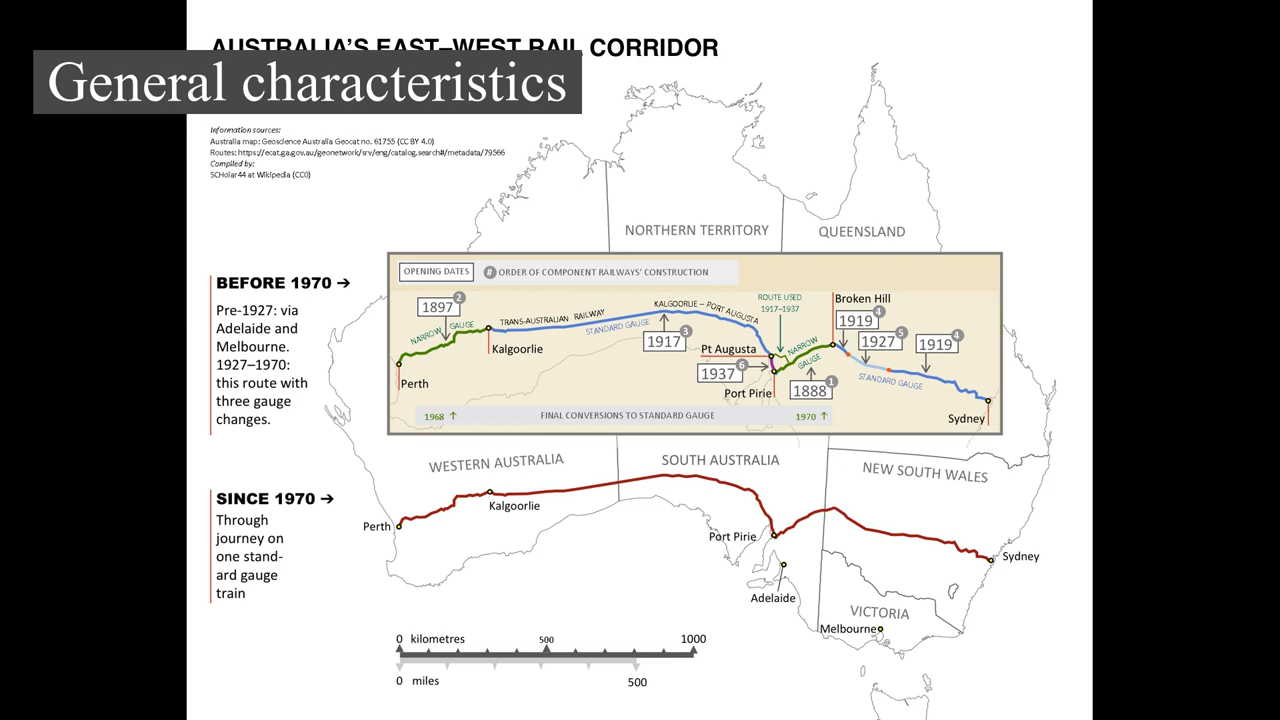 AUSTRALIA'S EAST–WEST RAIL CORRIDOR
General characteristics
Information sources:
Australia map: Geoscience Australia Geocat no. 61755 (CC BY 4.0)
Routes: https://ecat.ga.gov.au/geonetwork/srv/eng/catalog.search#/metadata/79566
Compiled by:
SCHolar44 at Wikipedia (CC0)
NORTHERN TERRITORY
QUEENSLAND
BEFORE 1970 →
Pre-1927: via
Adelaide and
Melbourne.
1927–1970:
this route with
three gauge
changes.
OPENING DATES
# ORDER OF COMPONENT RAILWAYS' CONSTRUCTION
1897 2
NARROW GAUGE
Perth
Kalgoorlie
TRANS-AUSTRALIAN RAILWAY
STANDARD GAUGE
KALGOORLIE – PORT AUGUSTA
1917 3
ROUTE USED
1917–1937
Pt Augusta
1937 6
Port Pirie
NARROW
GAUGE
1888 1
Broken Hill
1919 4
1927 5
1919 4
STANDARD GAUGE
Sydney
1968 ↑
FINAL CONVERSIONS TO STANDARD GAUGE
1970 ↑
WESTERN AUSTRALIA
SOUTH AUSTRALIA
NEW SOUTH WALES
SINCE 1970 →
Through
journey on
one stand-
ard gauge
train
Perth
Kalgoorlie
Port Pirie
Adelaide
Sydney
VICTORIA
Melbourne
0 kilometres 500 1000
0 miles 500